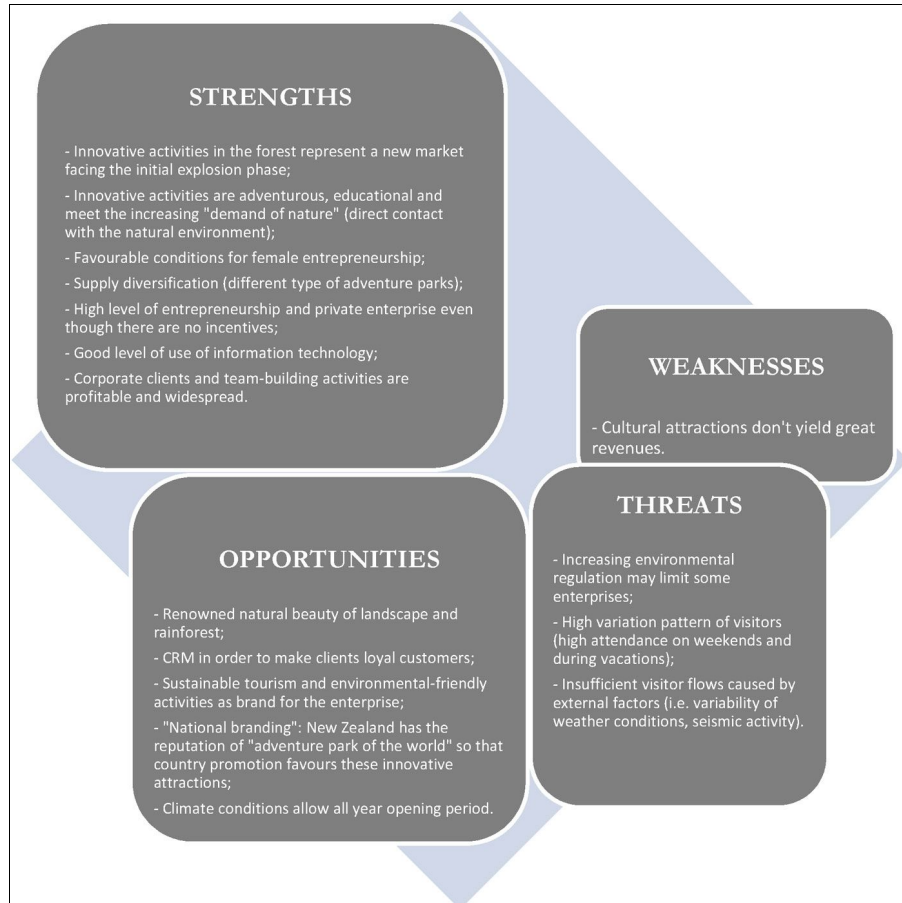 STRENGTHS
- Innovative activities in the forest represent a new market
facing the initial explosion phase;
- Innovative activities are adventurous, educational and
meet the increasing "demand of nature" (direct contact
with the natural environment);
- Favourable conditions for female entrepreneurship;
- Supply diversification (different type of adventure parks);
- High level of entrepreneurship and private enterprise even
though there are no incentives;
- Good level of use of information technology;
- Corporate clients and team-building activities are
profitable and widespread.
WEAKNESSES
- Cultural attractions don't yield great
revenues.
OPPORTUNITIES
- Renowned natural beauty of landscape and
rainforest;
- CRM in order to make clients loyal customers;
- Sustainable tourism and environmental-friendly
activities as brand for the enterprise;
- "National branding": New Zealand has the
reputation of "adventure park of the world" so that
country promotion favours these innovative
attractions;
- Climate conditions allow all year opening period.
THREATS
- Increasing environmental
regulation may limit some
enterprises;
- High variation pattern of visitors
(high attendance on weekends and
during vacations);
- Insufficient visitor flows caused by
external factors (i.e. variability of
weather conditions, seismic activity).